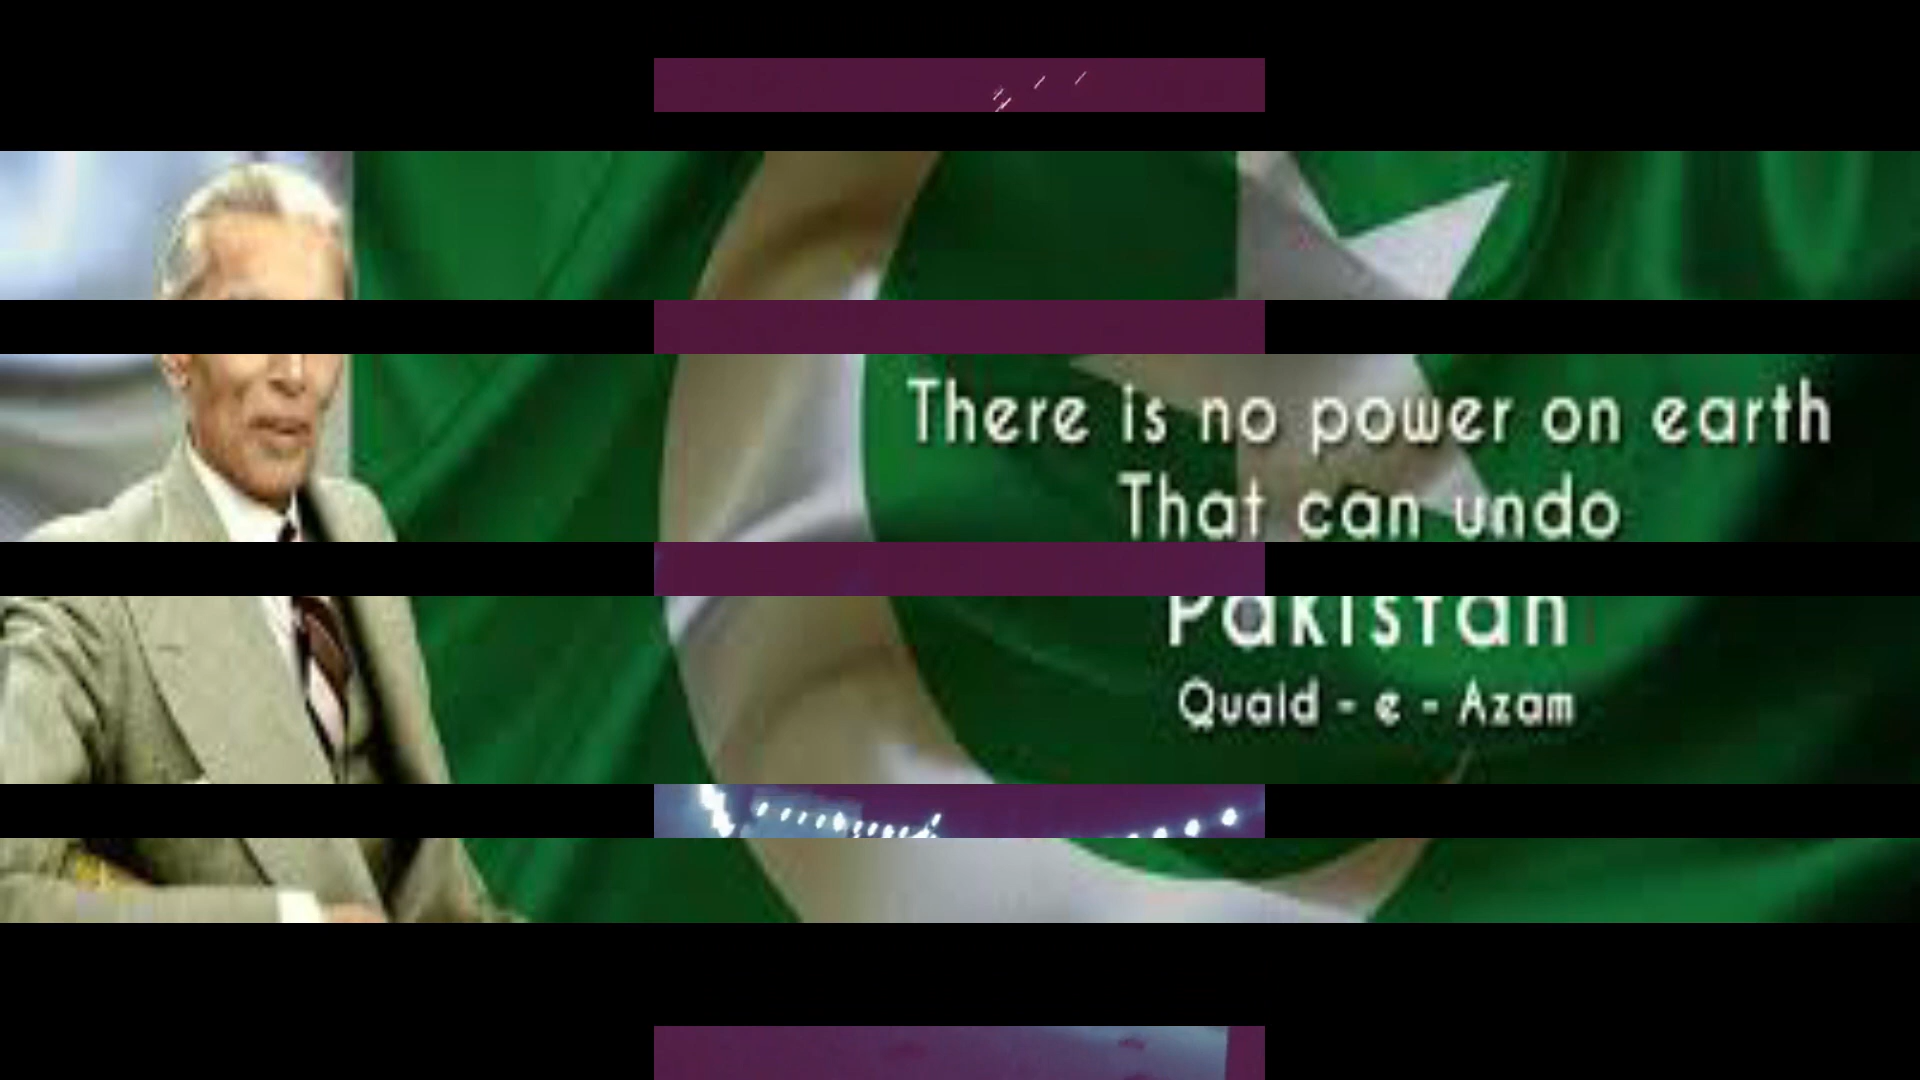 There is no power on earth
That can undo
Pakistan
Quaid - e - Azam